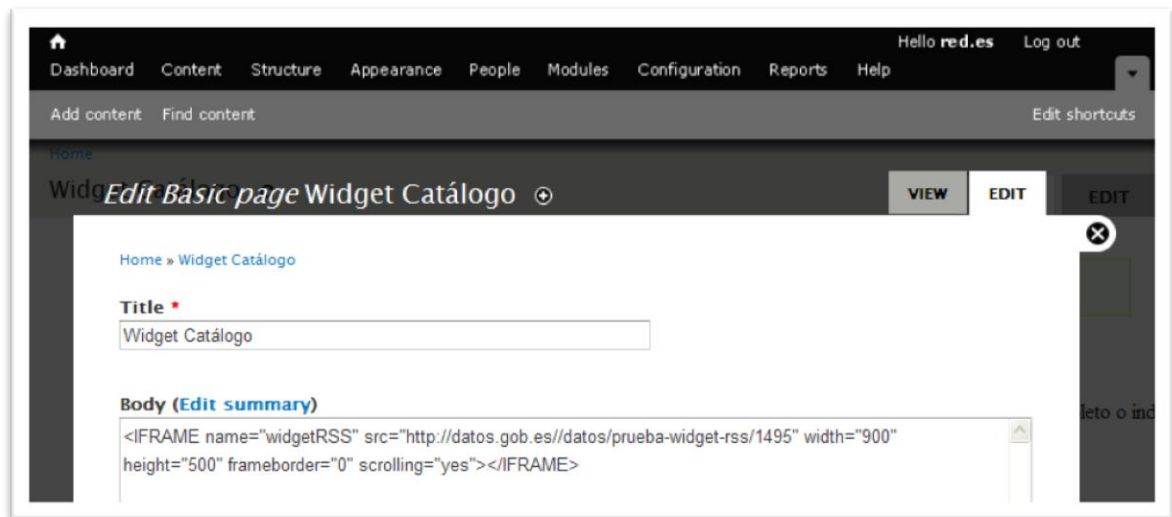 Hello red.es Log out
Dashboard Content Structure Appearance People Modules Configuration Reports Help
Add content Find content Edit shortcuts
Home
Edit Basic page Widget Catálogo
VIEW EDIT EDIT
Home » Widget Catálogo
Title *
Widget Catálogo
Body (Edit summary)
<IFRAME name="widgetRSS" src="http://datos.gob.es//datos/prueba-widget-rss/1495" width="900"
height="500" frameborder="0" scrolling="yes"></IFRAME>